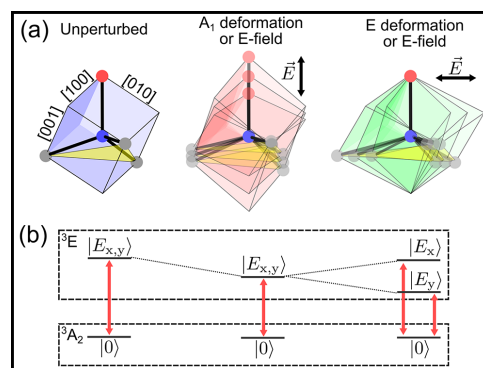 (a) Unperturbed
A₁ deformation
or E-field
E deformation
or E-field
[001] [100] [010]
E⃗
E⃗
(b)
³E
|Eₓ,ᵧ⟩
|Eₓ,ᵧ⟩
|Eₓ⟩
|Eᵧ⟩
³A₂
|0⟩ |0⟩ |0⟩